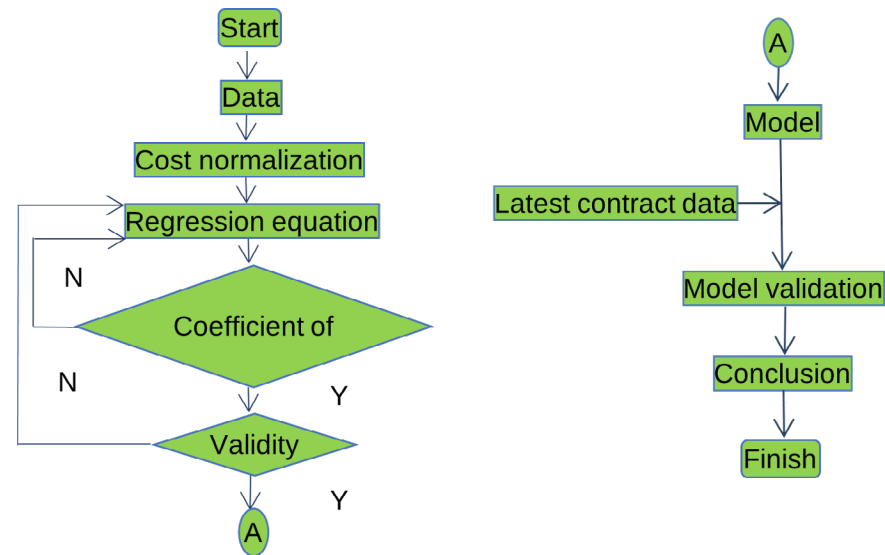 Start
Data
Cost normalization
Regression equation
N
Coefficient of
N
Y
Validity
Y
A
A
Model
Latest contract data
Model validation
Conclusion
Finish